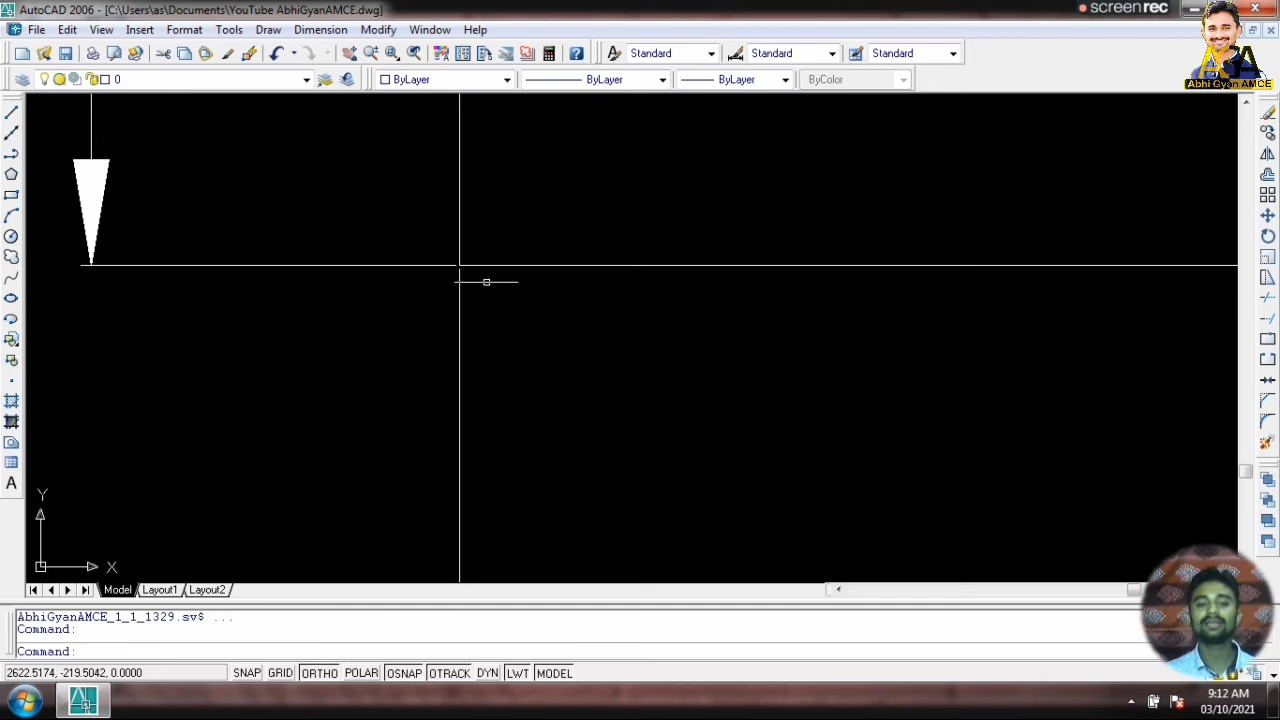 AutoCAD 2006 - [C:\Users\as\Documents\YouTube AbhiGyanAMCE.dwg]
screenrec
File Edit View Insert Format Tools Draw Dimension Modify Window Help
Standard Standard Standard
0 ByLayer ByLayer ByLayer ByColor
Abhi Gyan AMCE
A
Y
X
Model Layout1 Layout2
AbhiGyanAMCE_1_1_1329.sv$ ...
Command:
Command:
2622.5174, -219.5042, 0.0000 SNAP GRID ORTHO POLAR OSNAP OTRACK DYN LWT MODEL
9:12 AM
03/10/2021